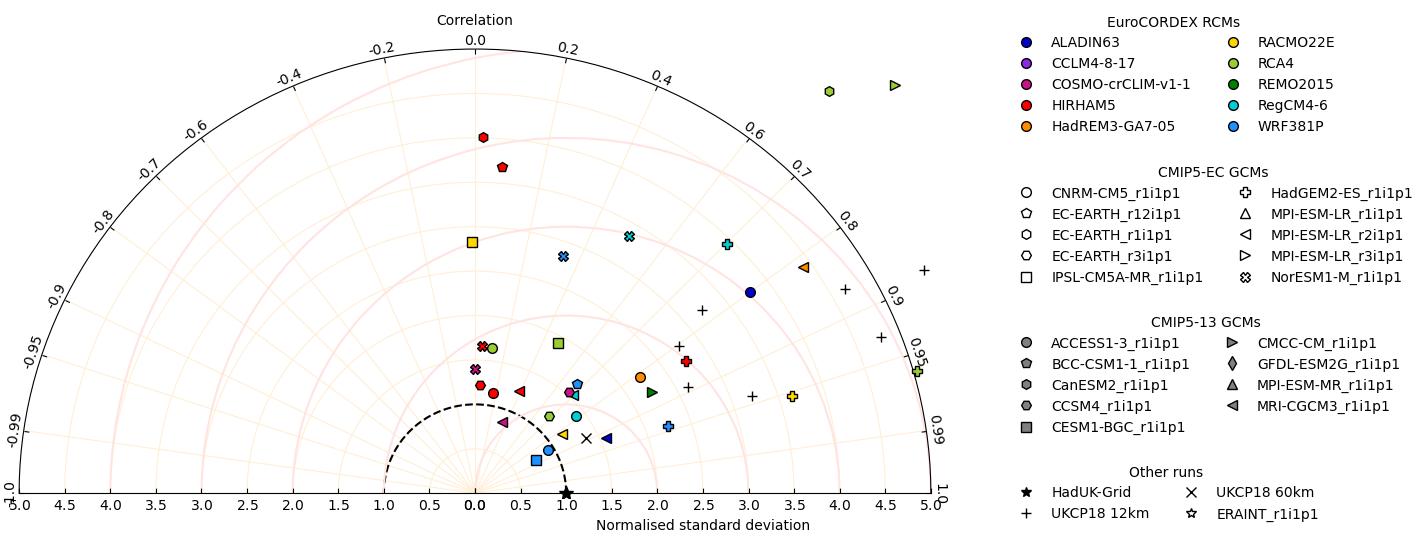 Correlation
0.0
-0.2
0.2
-0.4
0.4
-0.6
0.6
-0.7
0.7
-0.8
0.8
-0.9
0.9
-0.95
0.95
-0.99
0.99
-1.0
1.0
5.0 4.5 4.0 3.5 3.0 2.5 2.0 1.5 1.0 0.5 0.0 0.5 1.0 1.5 2.0 2.5 3.0 3.5 4.0 4.5 5.0
Normalised standard deviation
EuroCORDEX RCMs
ALADIN63 RACMO22E
CCLM4-8-17 RCA4
COSMO-crCLIM-v1-1 REMO2015
HIRHAM5 RegCM4-6
HadREM3-GA7-05 WRF381P
CMIP5-EC GCMs
CNRM-CM5_r1i1p1 HadGEM2-ES_r1i1p1
EC-EARTH_r12i1p1 MPI-ESM-LR_r1i1p1
EC-EARTH_r1i1p1 MPI-ESM-LR_r2i1p1
EC-EARTH_r3i1p1 MPI-ESM-LR_r3i1p1
IPSL-CM5A-MR_r1i1p1 NorESM1-M_r1i1p1
CMIP5-13 GCMs
ACCESS1-3_r1i1p1 CMCC-CM_r1i1p1
BCC-CSM1-1_r1i1p1 GFDL-ESM2G_r1i1p1
CanESM2_r1i1p1 MPI-ESM-MR_r1i1p1
CCSM4_r1i1p1 MRI-CGCM3_r1i1p1
CESM1-BGC_r1i1p1
Other runs
HadUK-Grid UKCP18 60km
UKCP18 12km ERAINT_r1i1p1